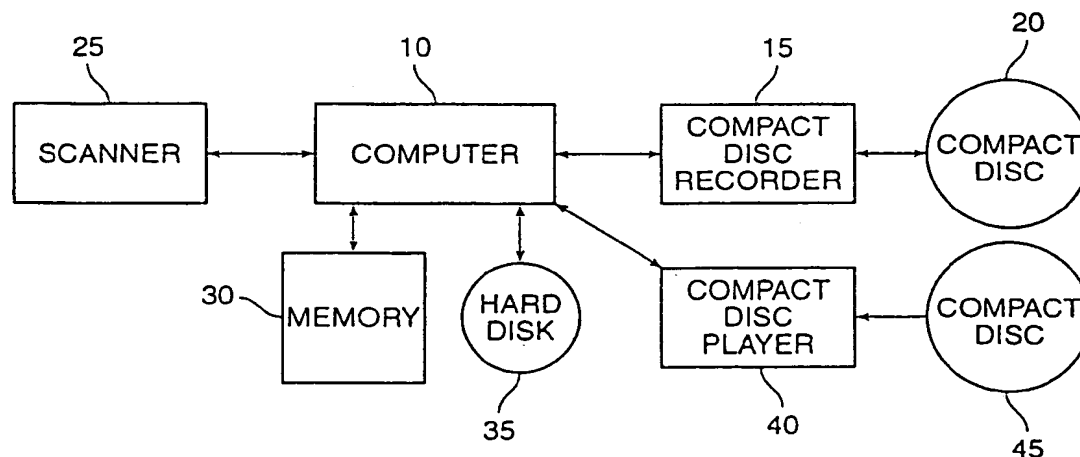 25
10
15
20
SCANNER
COMPUTER
COMPACT
DISC
RECORDER
COMPACT
DISC
30
MEMORY
HARD
DISK
COMPACT
DISC
PLAYER
COMPACT
DISC
35
40
45